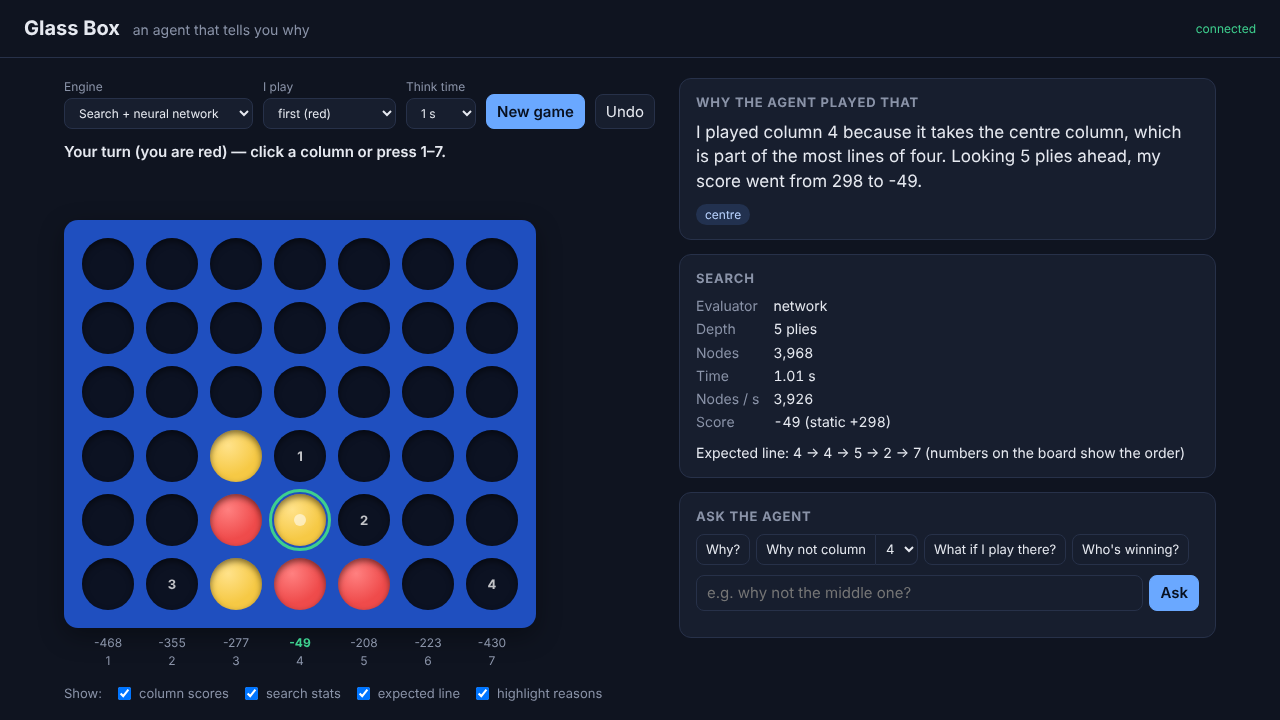 Glass Box an agent that tells you why
connected
Engine I play Think time
Search + neural network first (red) 1 s New game Undo
Your turn (you are red) — click a column or press 1–7.
1
2
3 4
-468 -355 -277 -49 -208 -223 -430
1 2 3 4 5 6 7
Show: column scores search stats expected line highlight reasons
WHY THE AGENT PLAYED THAT
I played column 4 because it takes the centre column, which
is part of the most lines of four. Looking 5 plies ahead, my
score went from 298 to -49.
centre
SEARCH
Evaluator network
Depth 5 plies
Nodes 3,968
Time 1.01 s
Nodes / s 3,926
Score -49 (static +298)
Expected line: 4 → 4 → 5 → 2 → 7 (numbers on the board show the order)
ASK THE AGENT
Why? Why not column 4 What if I play there? Who's winning?
e.g. why not the middle one? Ask